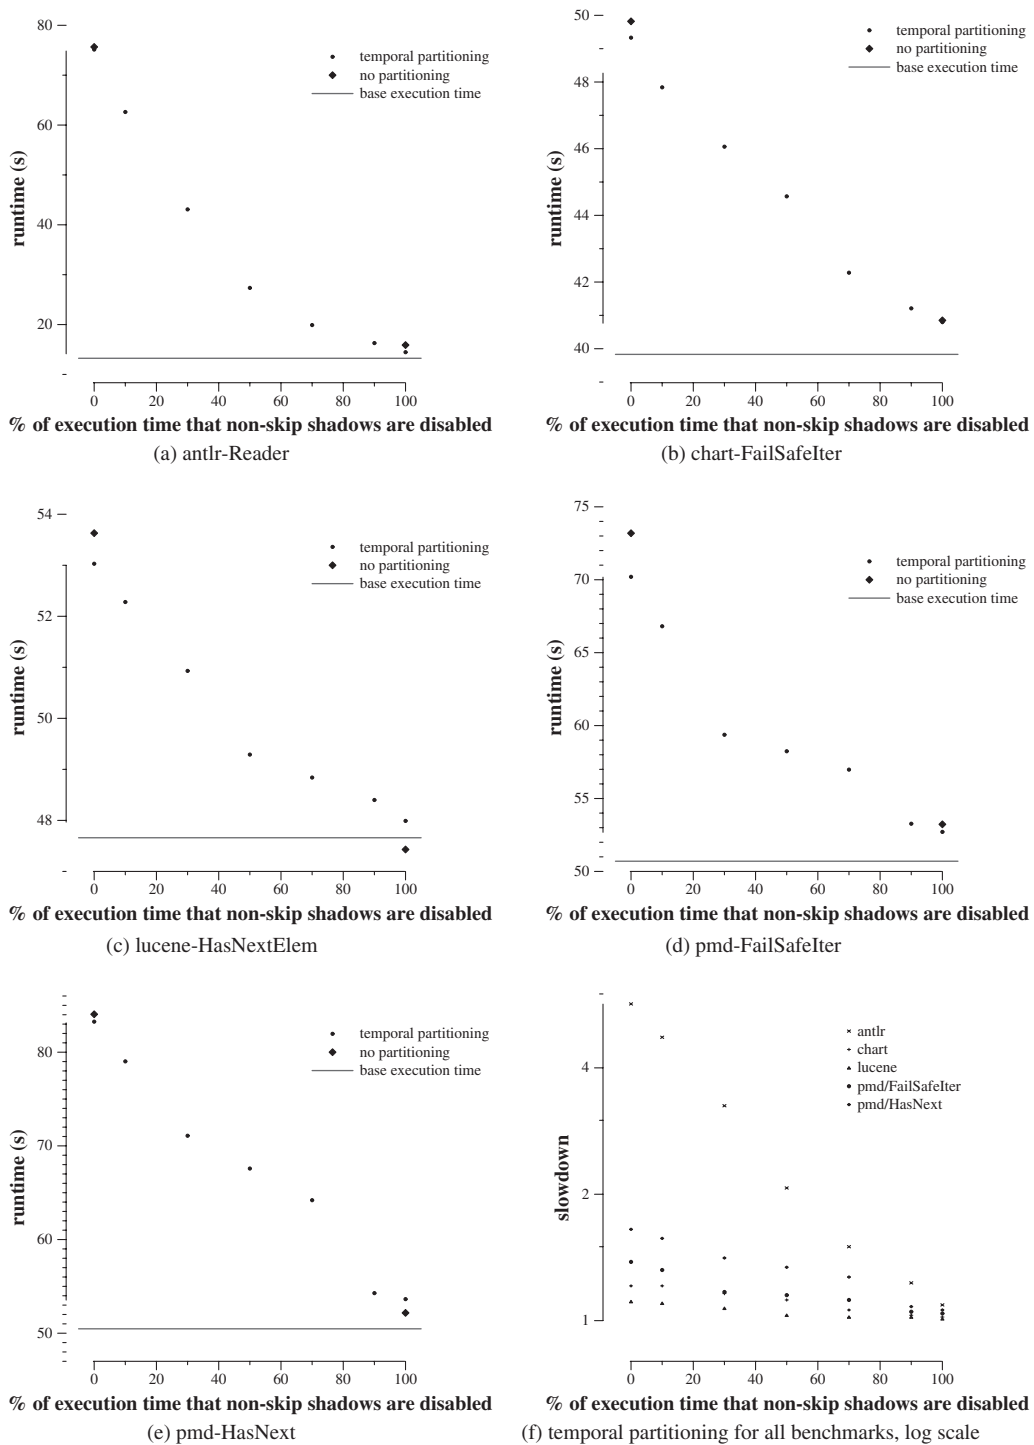 80
60
40
20
runtime (s)
temporal partitioning
no partitioning
base execution time
0 20 40 60 80 100
% of execution time that non-skip shadows are disabled
(a) antlr-Reader
50
48
46
44
42
40
runtime (s)
temporal partitioning
no partitioning
base execution time
0 20 40 60 80 100
% of execution time that non-skip shadows are disabled
(b) chart-FailSafeIter
54
52
50
48
runtime (s)
temporal partitioning
no partitioning
base execution time
0 20 40 60 80 100
% of execution time that non-skip shadows are disabled
(c) lucene-HasNextElem
75
70
65
60
55
50
runtime (s)
temporal partitioning
no partitioning
base execution time
0 20 40 60 80 100
% of execution time that non-skip shadows are disabled
(d) pmd-FailSafeIter
80
70
60
50
runtime (s)
temporal partitioning
no partitioning
base execution time
0 20 40 60 80 100
% of execution time that non-skip shadows are disabled
(e) pmd-HasNext
4
2
1
slowdown
antlr
chart
lucene
pmd/FailSafeIter
pmd/HasNext
0 20 40 60 80 100
% of execution time that non-skip shadows are disabled
(f) temporal partitioning for all benchmarks, log scale